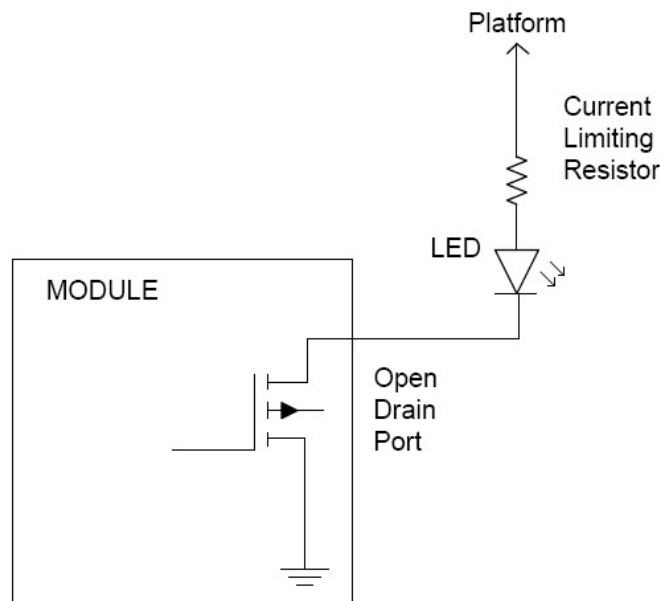 Platform
Current
Limiting
Resistor
LED
MODULE
Open
Drain
Port